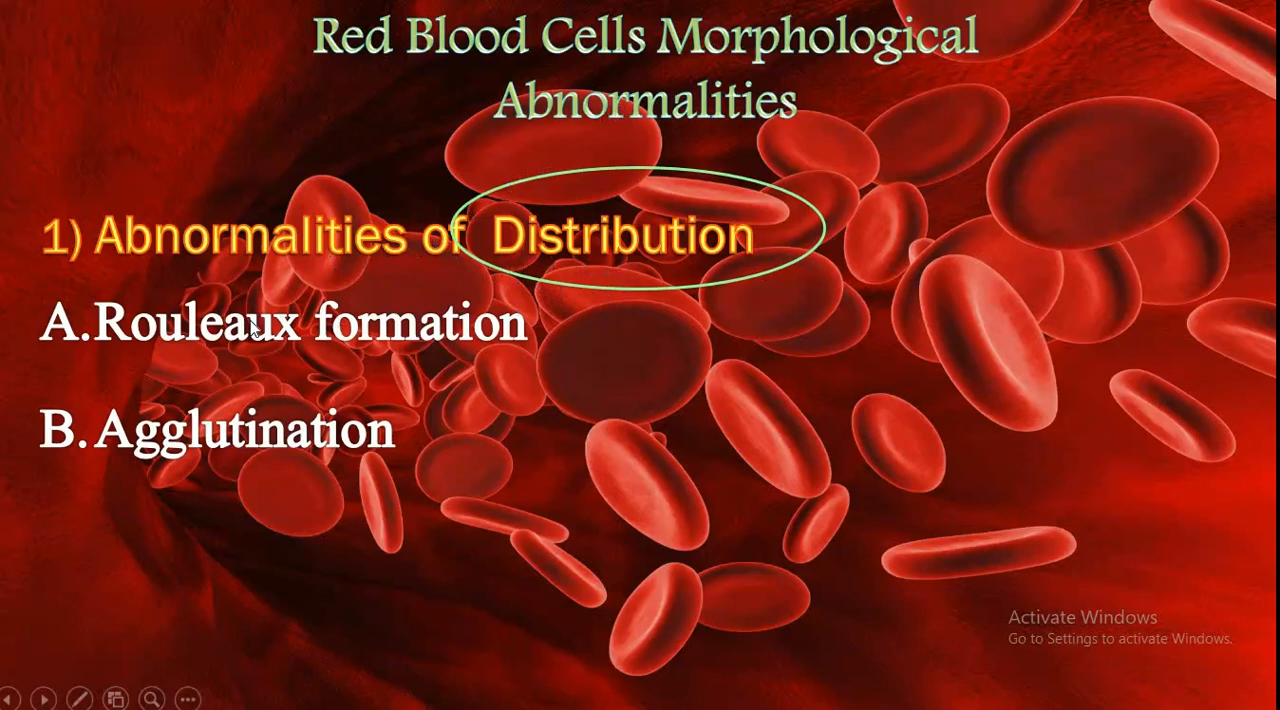 Red Blood Cells Morphological
Abnormalities
1) Abnormalities of Distribution
A. Rouleaux formation
B. Agglutination
Activate Windows
Go to Settings to activate Windows.